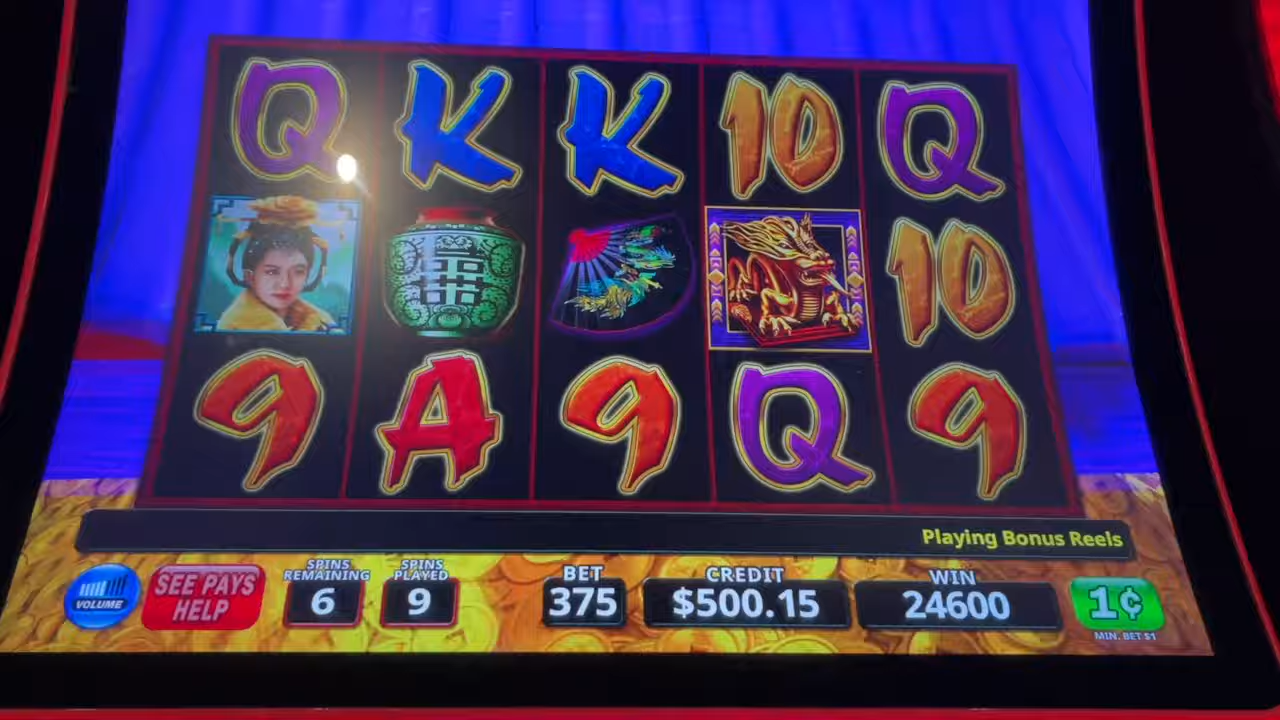 Q K K 10 Q
10
9 A 9 Q 9
Playing Bonus Reels
VOLUME
SEE PAYS
HELP
SPINS
REMAINING
6
SPINS
PLAYED
9
BET
375
CREDIT
$500.15
WIN
24600
1¢
MIN. BET $1